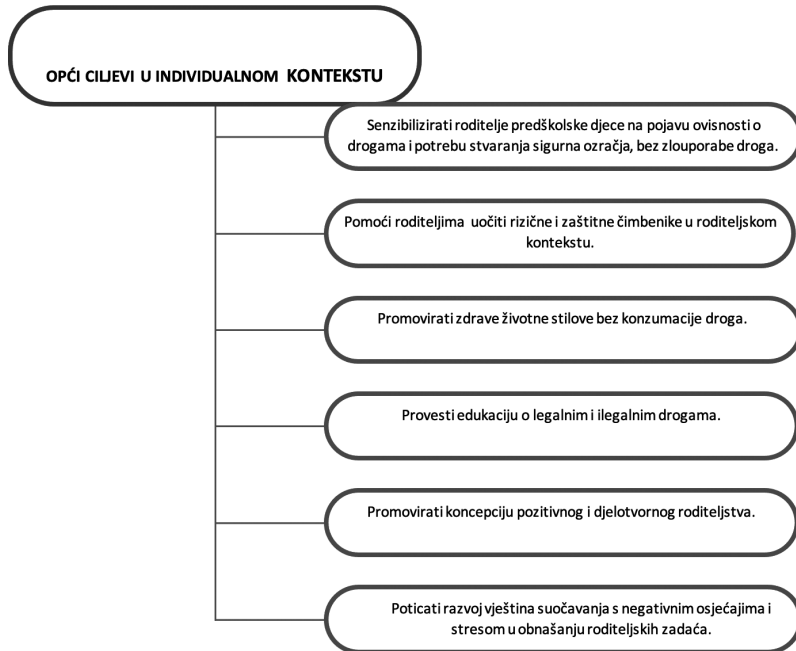 OPĆI CILJEVI U INDIVIDUALNOM KONTEKSTU
Senzibilizirati roditelje predškolske djece na pojavu ovisnosti o
drogama i potrebu stvaranja sigurna ozračja, bez zlouporabe droga.
Pomoći roditeljima uočiti rizične i zaštitne čimbenike u roditeljskom
kontekstu.
Promovirati zdrave životne stilove bez konzumacije droga.
Provesti edukaciju o legalnim i ilegalnim drogama.
Promovirati koncepciju pozitivnog i djelotvornog roditeljstva.
Poticati razvoj vještina suočavanja s negativnim osjećajima i
stresom u obnašanju roditeljskih zadaća.